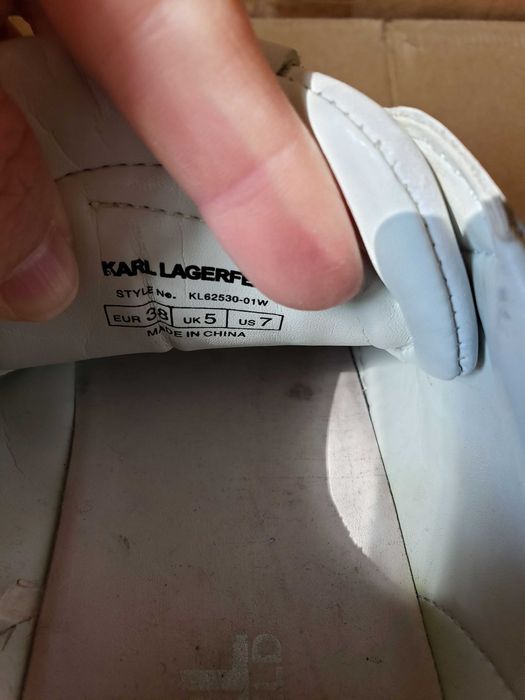 KARL LAGERFE
STYLE No. KL62530-01W
EUR 38 UK 5 US 7
MADE IN CHINA